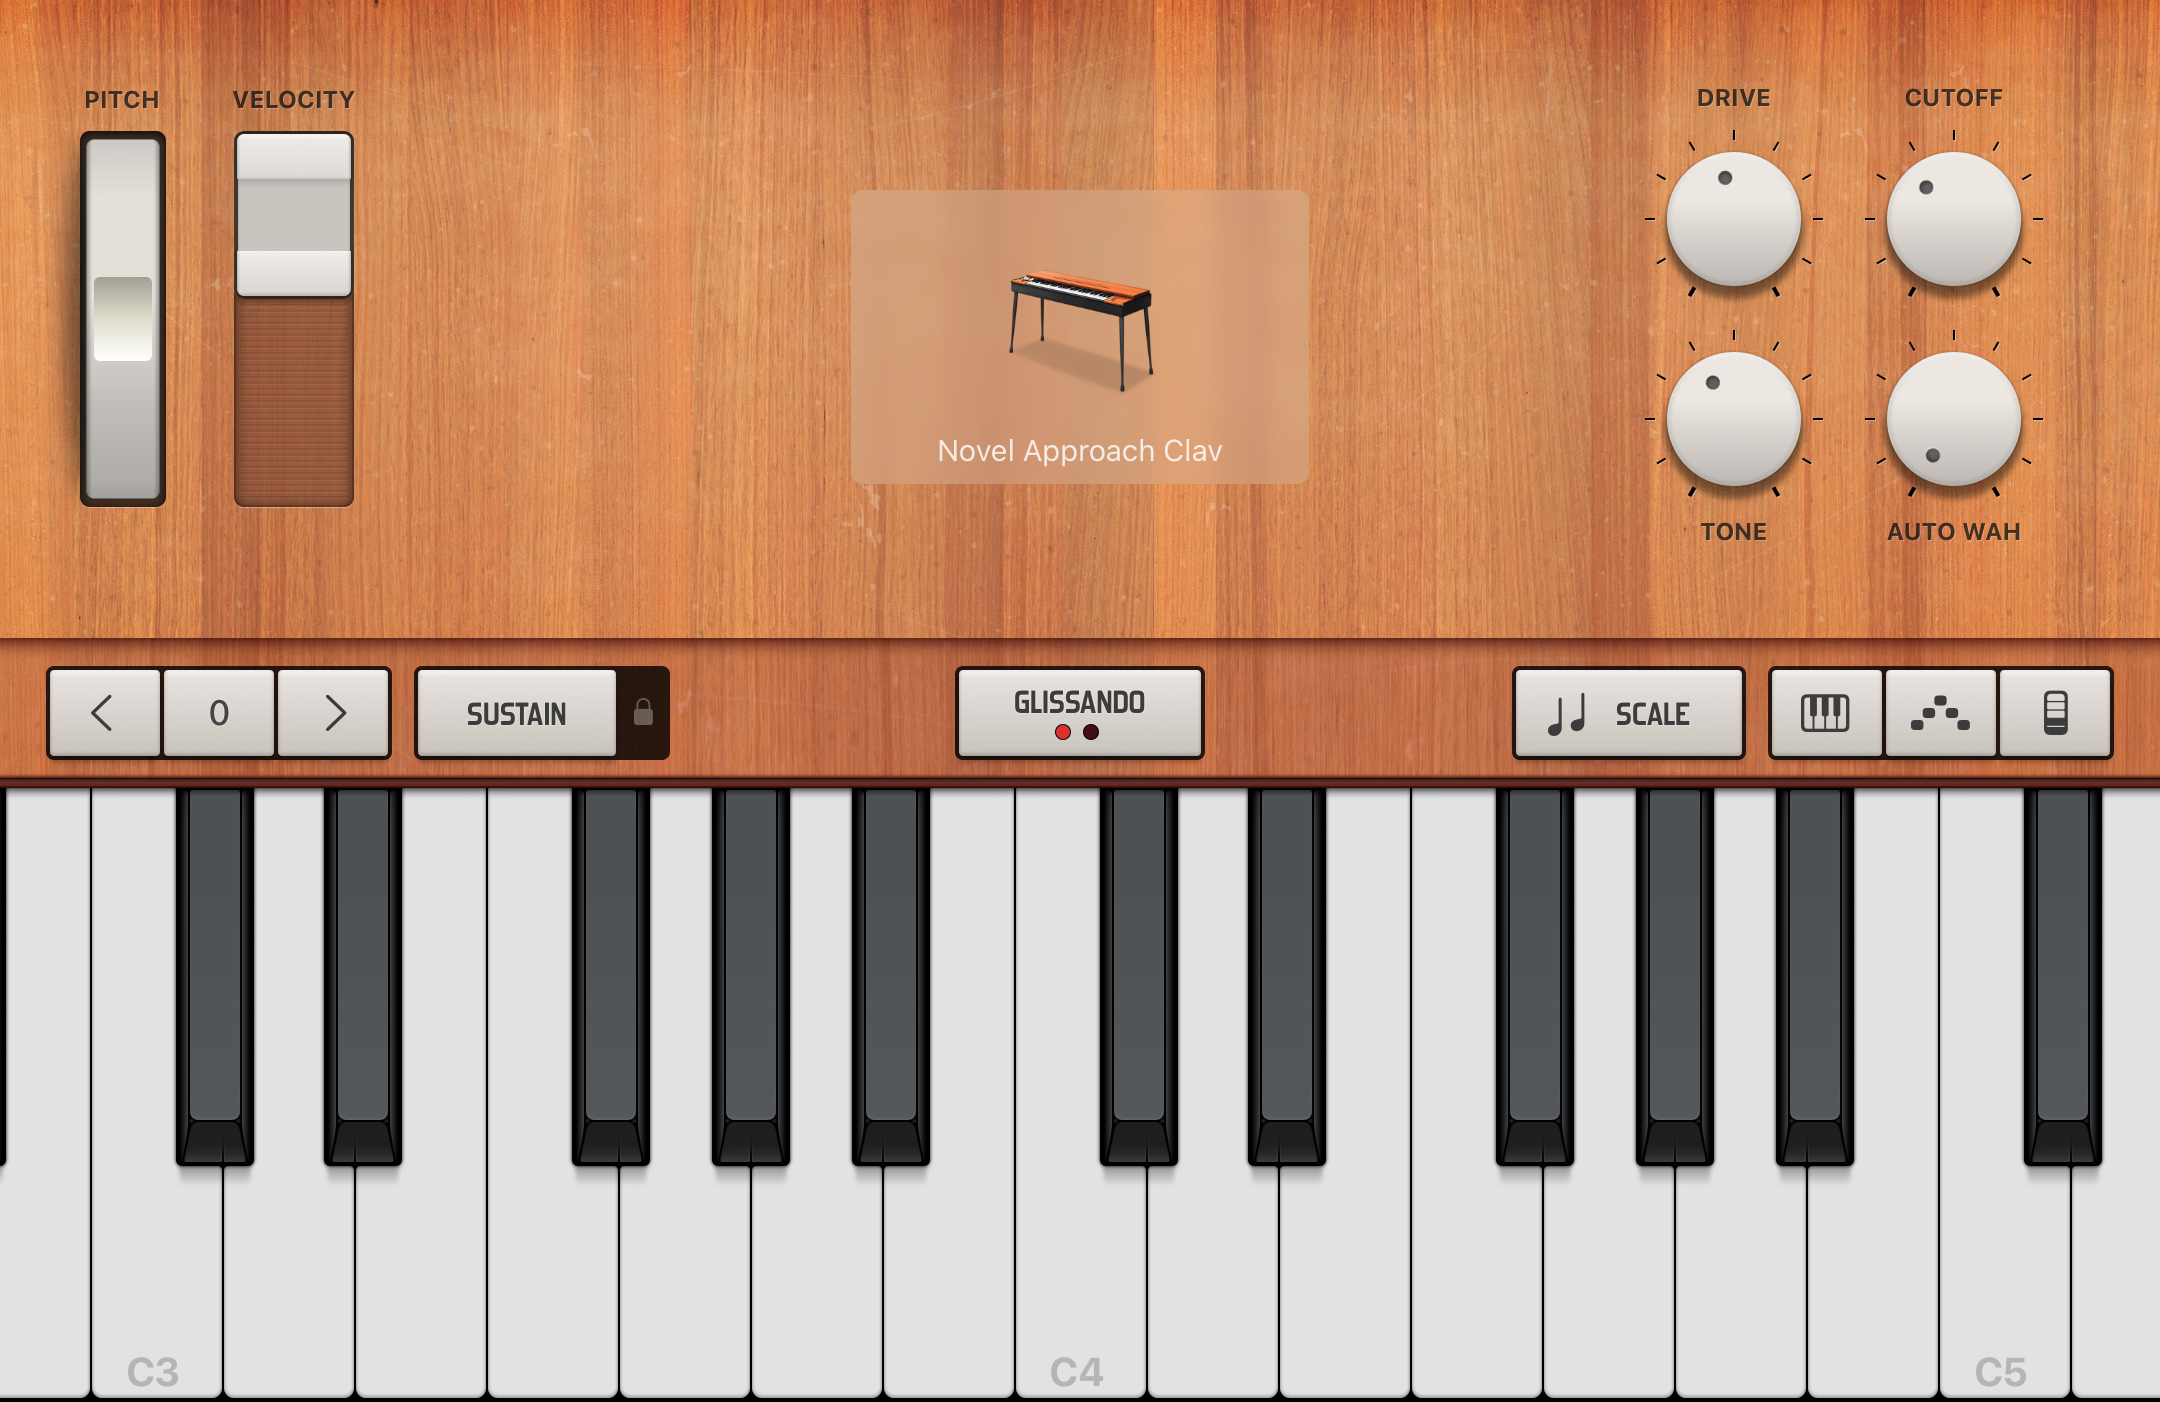 PITCH
VELOCITY
DRIVE
CUTOFF
Novel Approach Clav
TONE
AUTO WAH
0
SUSTAIN
GLISSANDO
SCALE
C3
C4
C5